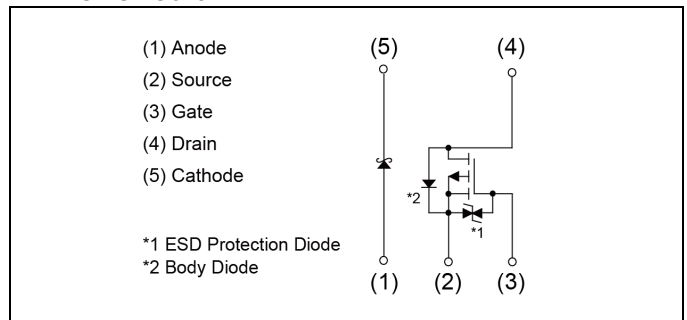 (1) Anode
(2) Source
(3) Gate
(4) Drain
(5) Cathode
*1 ESD Protection Diode
*2 Body Diode
(5)
(4)
*2
*1
(1)
(2)
(3)